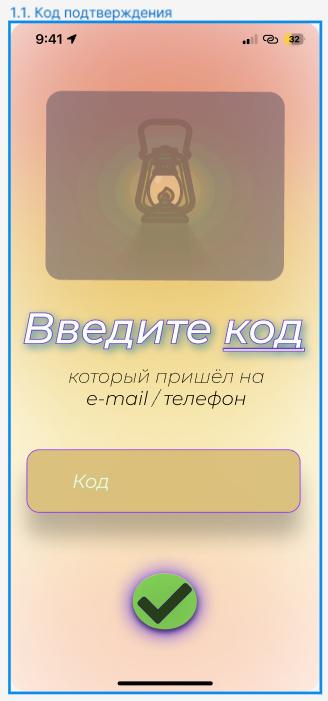 1.1. Код подтверждения
9:41
32
Введите код
который пришёл на
e-mail / телефон
Код